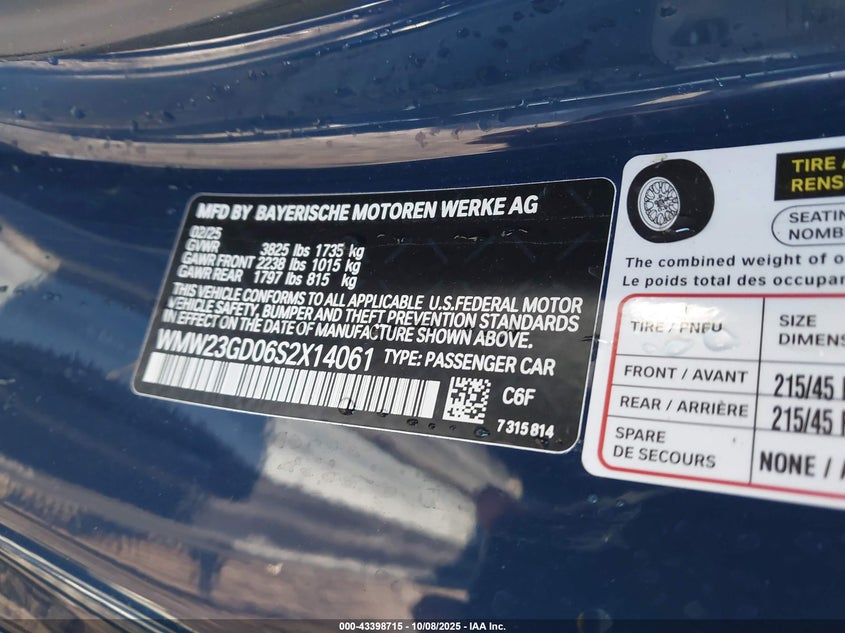 MFD BY BAYERISCHE MOTOREN WERKE AG
02/25
GVWR 3825 lbs 1735 kg
GAWR FRONT 2238 lbs 1015 kg
GAWR REAR 1797 lbs 815 kg
THIS VEHICLE CONFORMS TO ALL APPLICABLE U.S.FEDERAL MOTOR
VEHICLE SAFETY, BUMPER AND THEFT PREVENTION STANDARDS
IN EFFECT ON THE DATE OF MANUFACTURE SHOWN ABOVE.
WMW23GD06S2X14061 TYPE: PASSENGER CAR
C6F
7 315 814
TIRE
RENS
SEATING
NOMB
The combined weight of
Le poids total des occupan
TIRE / PNEU
SIZE
DIMENS
FRONT / AVANT 215/45
REAR / ARRIÈRE 215/45
SPARE
DE SECOURS
NONE /
000-43398715 - 10/08/2025 - IAA Inc.